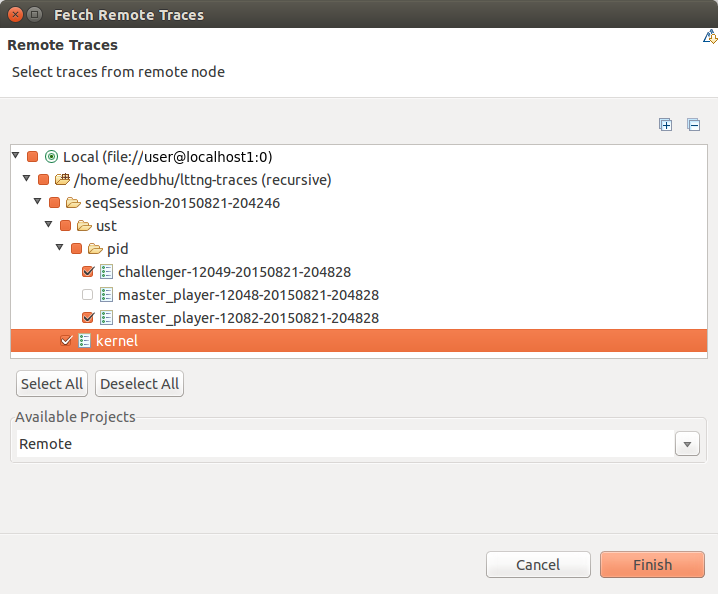 Fetch Remote Traces
Remote Traces
Select traces from remote node
Local (file://user@localhost1:0)
/home/eedbhu/lttng-traces (recursive)
seqSession-20150821-204246
ust
pid
challenger-12049-20150821-204828
master_player-12048-20150821-204828
master_player-12082-20150821-204828
kernel
Select All Deselect All
Available Projects
Remote
Cancel Finish